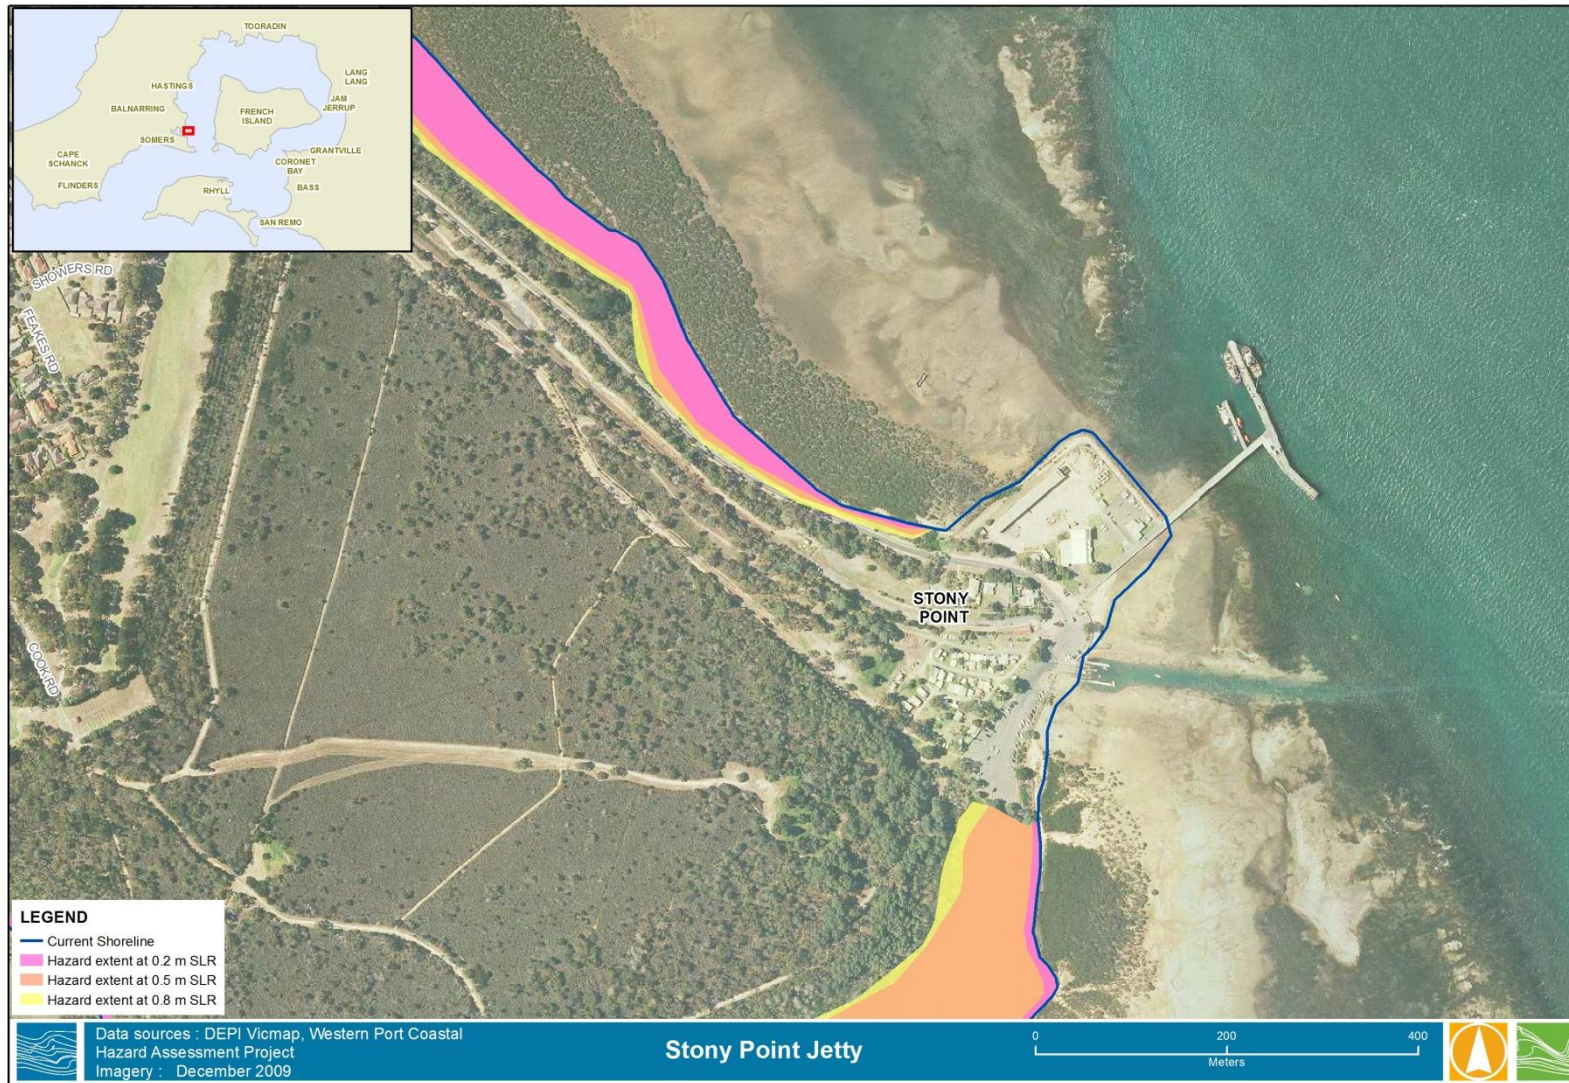 TOORADIN
LANG
LANG
HASTINGS
JAM
JERRUP
BALNARRING
FRENCH
ISLAND
SOMERS
GRANTVILLE
CAPE
SCHANCK
CORONET
BAY
FLINDERS
RHYLL
BASS
SAN REMO
SHOWERS RD
FEAKES RD
COOK RD
STONY
POINT
LEGEND
Current Shoreline
Hazard extent at 0.2 m SLR
Hazard extent at 0.5 m SLR
Hazard extent at 0.8 m SLR
Data sources : DEPI Vicmap, Western Port Coastal
Hazard Assessment Project
Imagery : December 2009
Stony Point Jetty
0 200 400
Meters